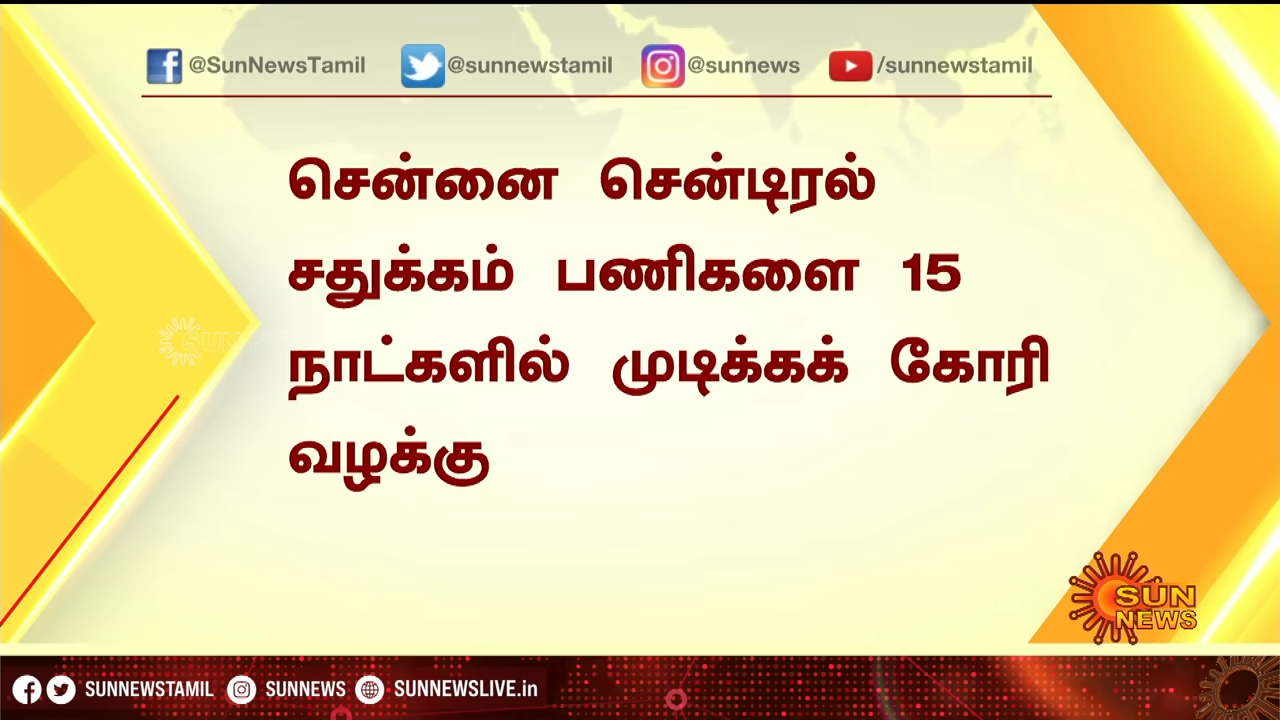 @SunNewsTamil @sunnewstamil @sunnews /sunnewstamil
சென்னை சென்டிரல்
சதுக்கம் பணிகளை 15
நாட்களில் முடிக்கக் கோரி
வழக்கு
SUN
SUN
NEWS
SUNNEWSTAMIL SUNNEWS SUNNEWSLIVE.in